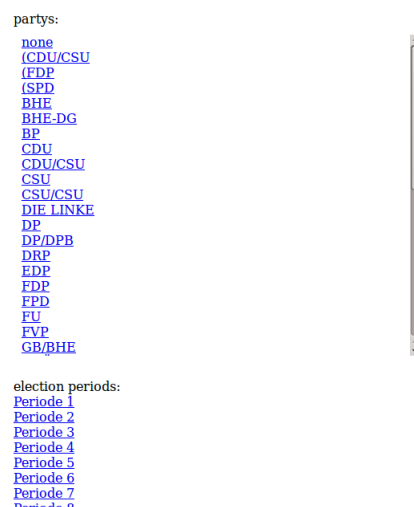 partys:
none
(CDU/CSU
(FDP
(SPD
BHE
BHE-DG
BP
CDU
CDU/CSU
CSU
CSU/CSU
DIE LINKE
DP
DP/DPB
DRP
EDP
FDP
FPD
FU
FVP
GB/BHE
election periods:
Periode 1
Periode 2
Periode 3
Periode 4
Periode 5
Periode 6
Periode 7
Periode 8